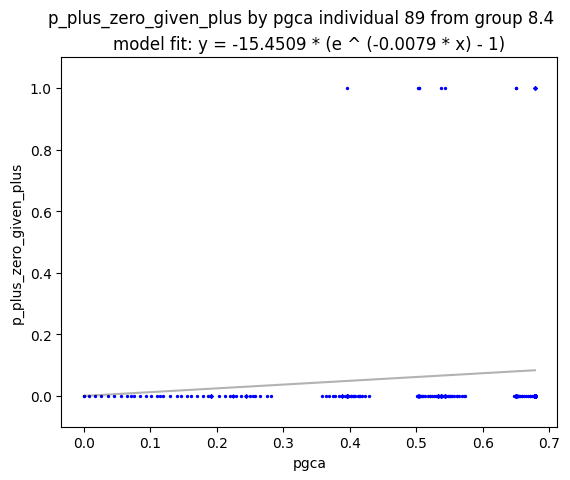 p_plus_zero_given_plus by pgca individual 89 from group 8.4
model fit: y = -15.4509 * (e ^ (-0.0079 * x) - 1)
1.0
0.8
0.6
0.4
0.2
0.0
p_plus_zero_given_plus
0.0 0.1 0.2 0.3 0.4 0.5 0.6 0.7
pgca